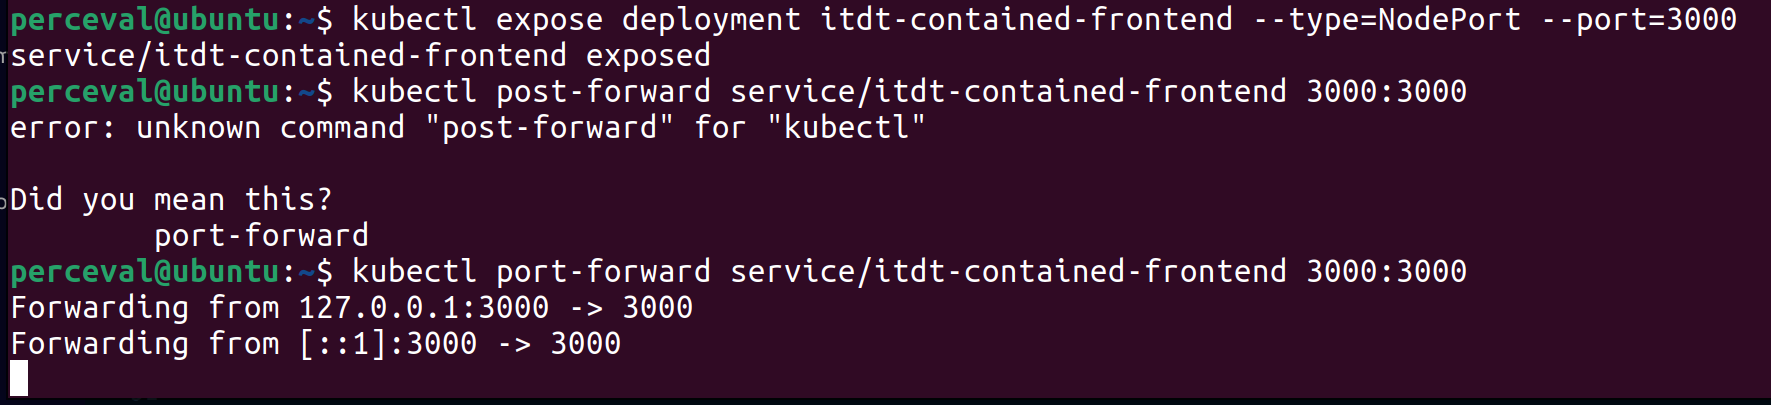 perceval@ubuntu:~$ kubectl expose deployment itdt-contained-frontend --type=NodePort --port=3000
service/itdt-contained-frontend exposed
perceval@ubuntu:~$ kubectl post-forward service/itdt-contained-frontend 3000:3000
error: unknown command "post-forward" for "kubectl"
Did you mean this?
port-forward
perceval@ubuntu:~$ kubectl port-forward service/itdt-contained-frontend 3000:3000
Forwarding from 127.0.0.1:3000 -> 3000
Forwarding from [::1]:3000 -> 3000